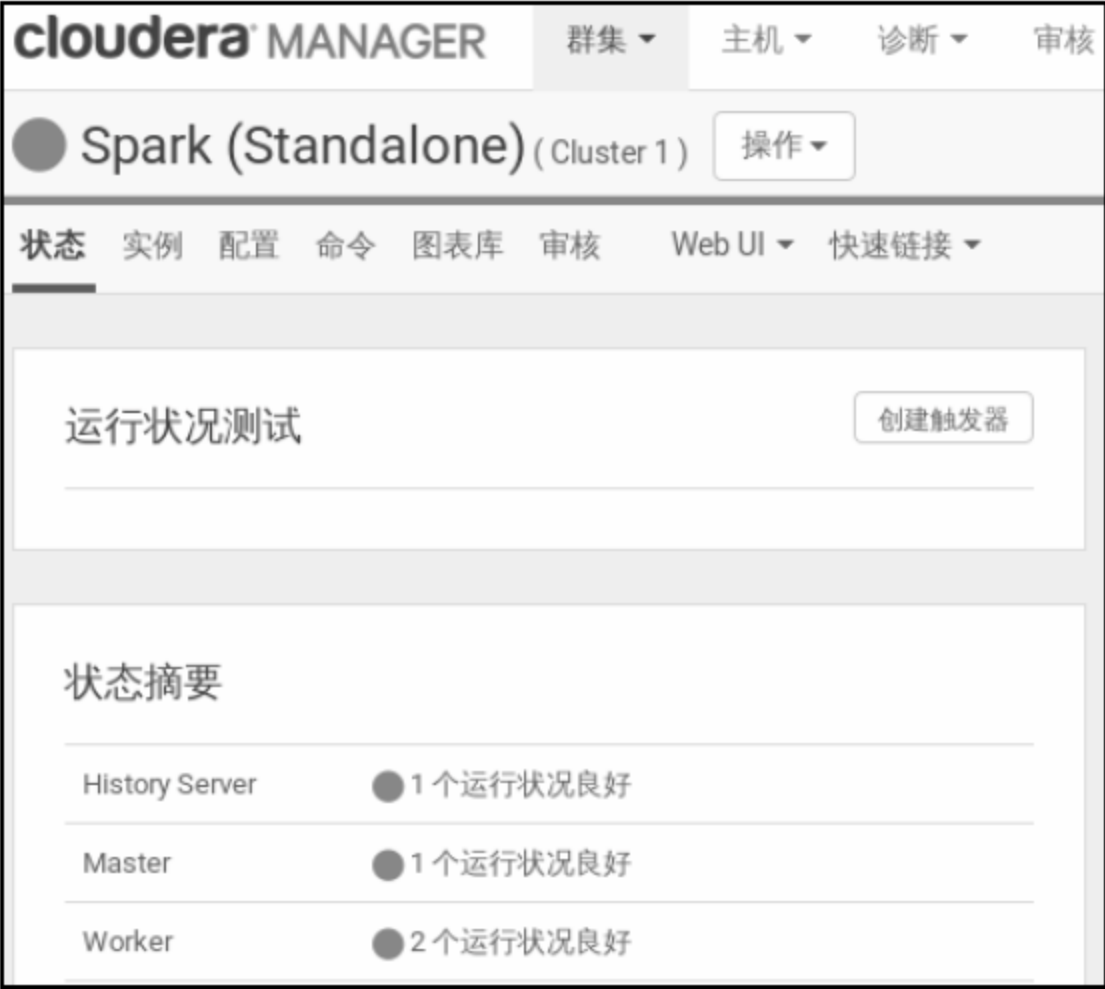 cloudera MANAGER 群集 主机 诊断 审核
Spark (Standalone) ( Cluster 1 ) 操作
状态 实例 配置 命令 图表库 审核 Web UI 快速链接
运行状况测试 创建触发器
状态摘要
History Server 1 个运行状况良好
Master 1 个运行状况良好
Worker 2 个运行状况良好